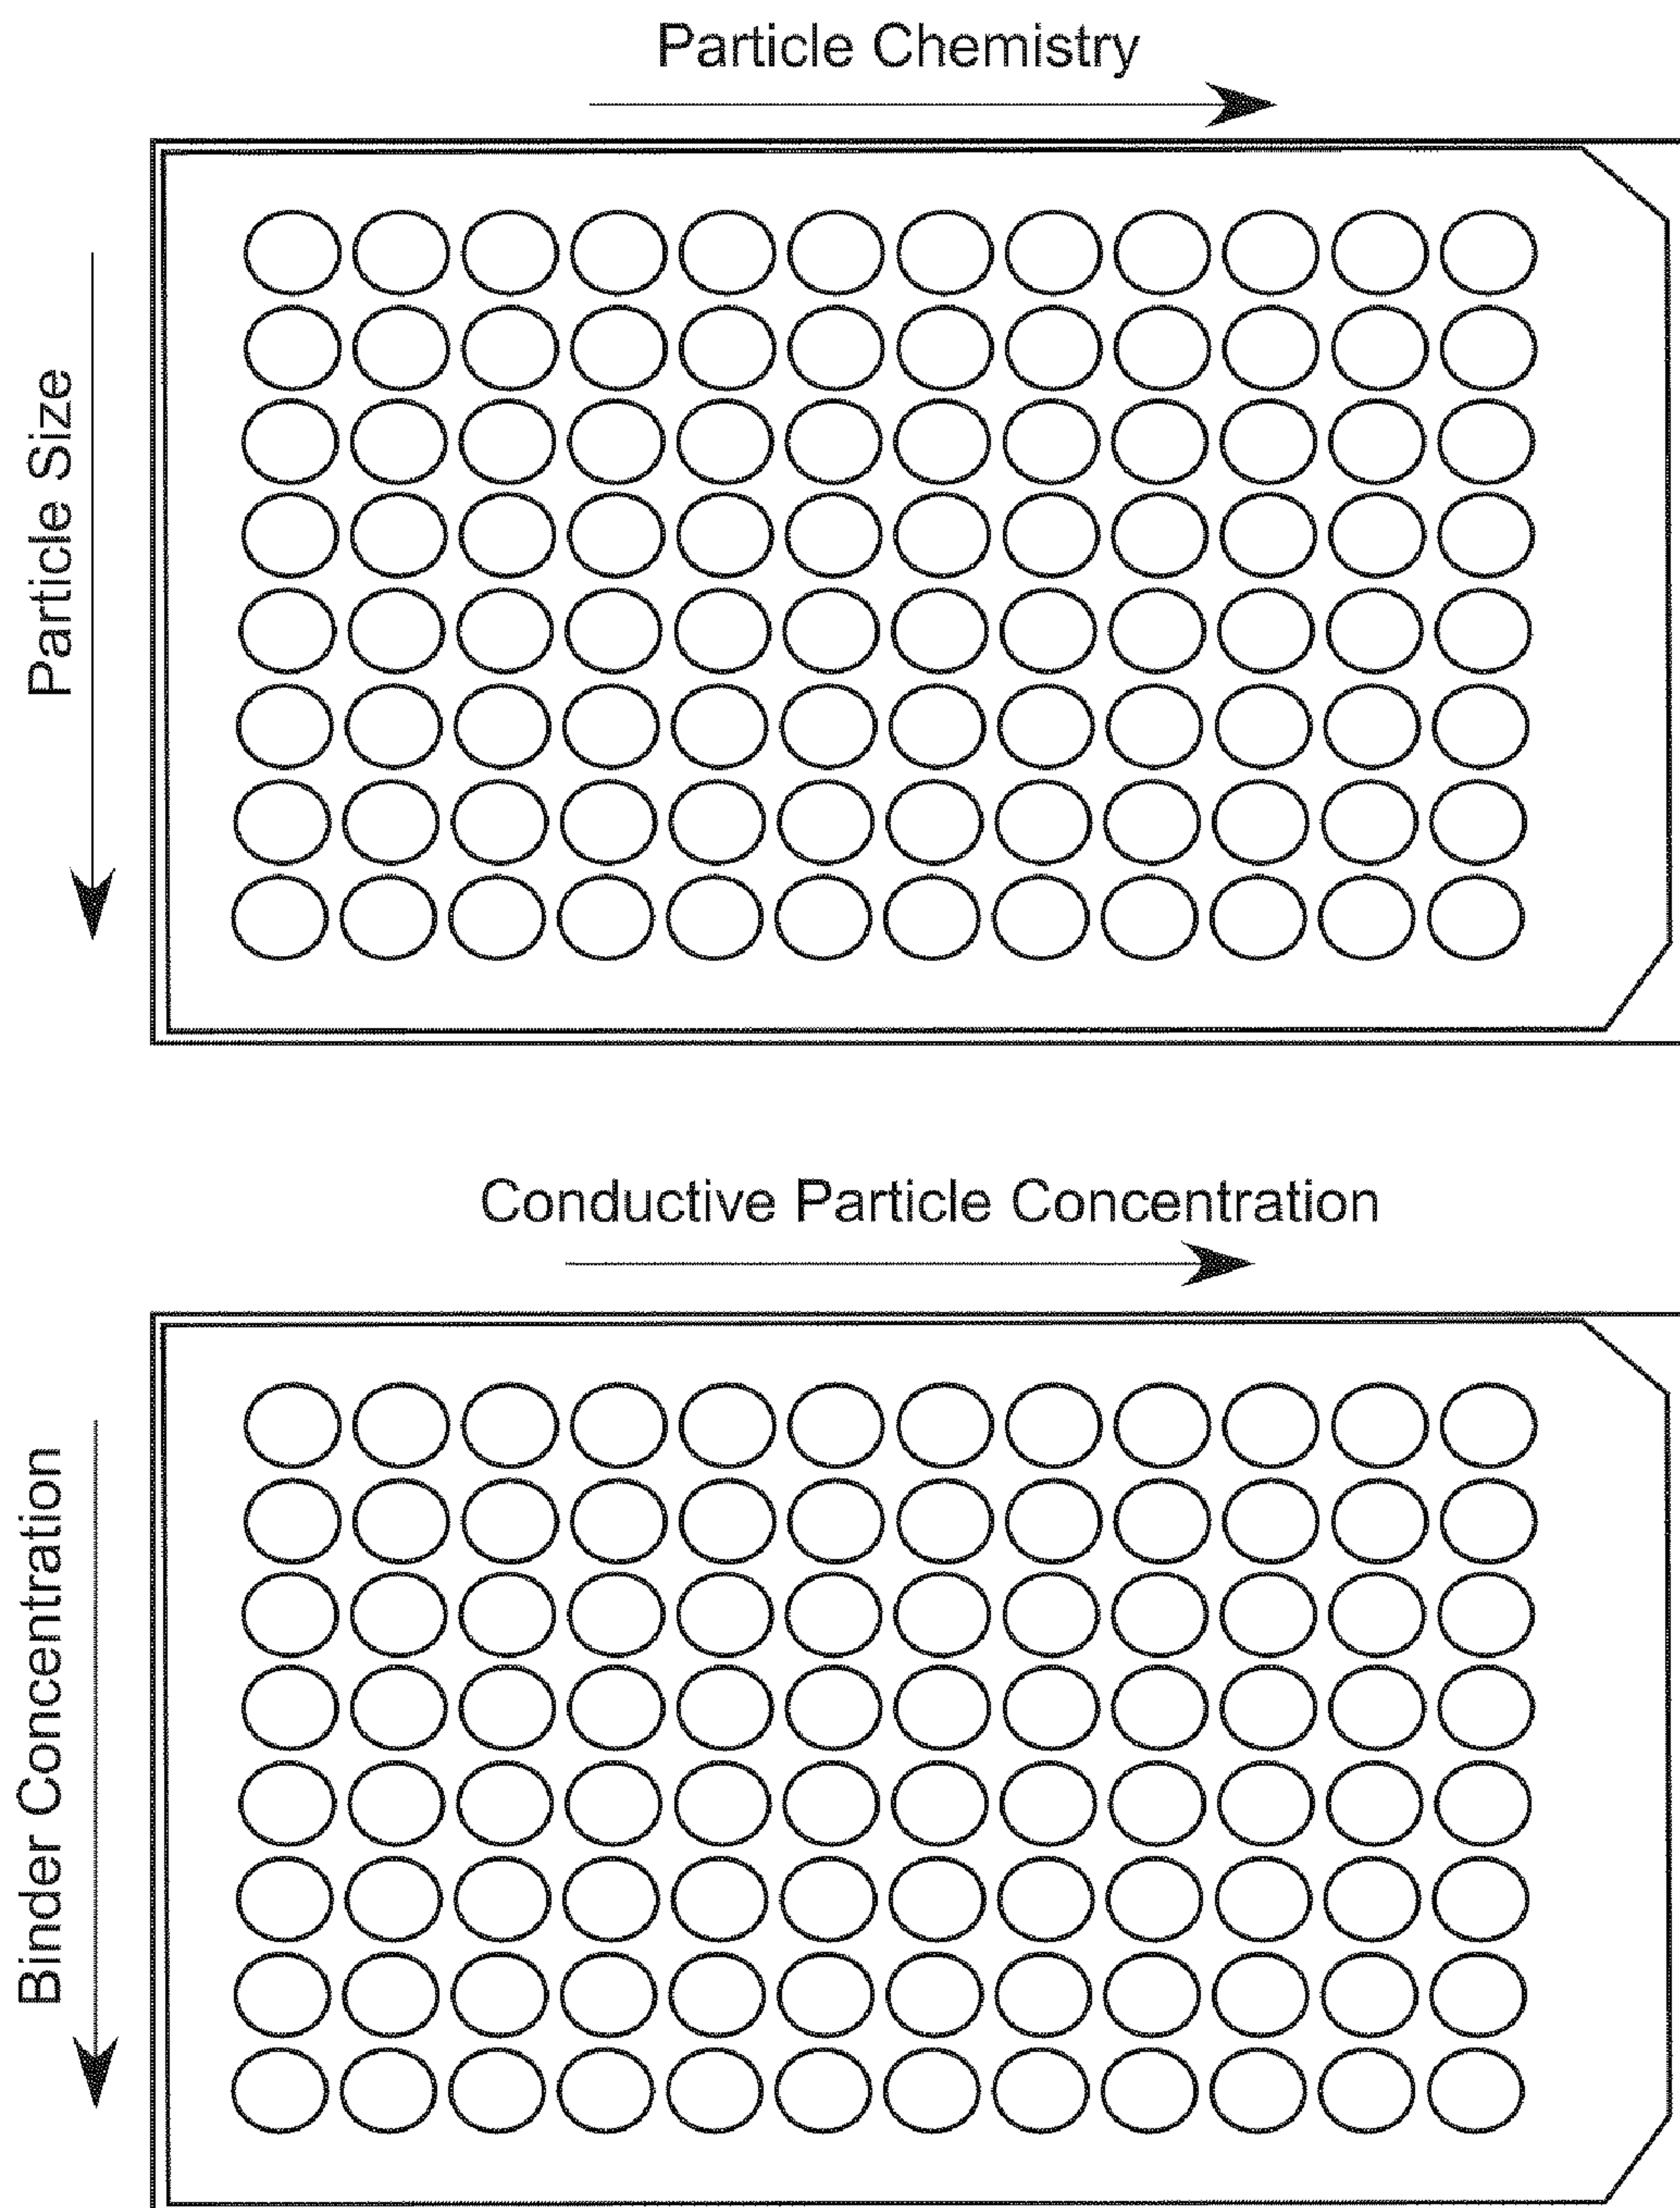 Particle Chemistry
Particle Size
Conductive Particle Concentration
Binder Concentration